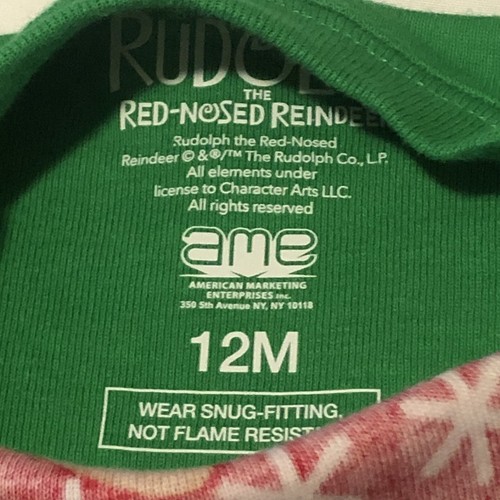 RUDO
THE
RED-NOSED REINDEER
Rudolph the Red-Nosed
Reindeer © &®/™ The Rudolph Co., L.P.
All elements under
license to Character Arts LLC.
All rights reserved
ame
AMERICAN MARKETING
ENTERPRISES INC.
350 5th Avenue NY, NY 10118
12M
WEAR SNUG-FITTING.
NOT FLAME RESIST